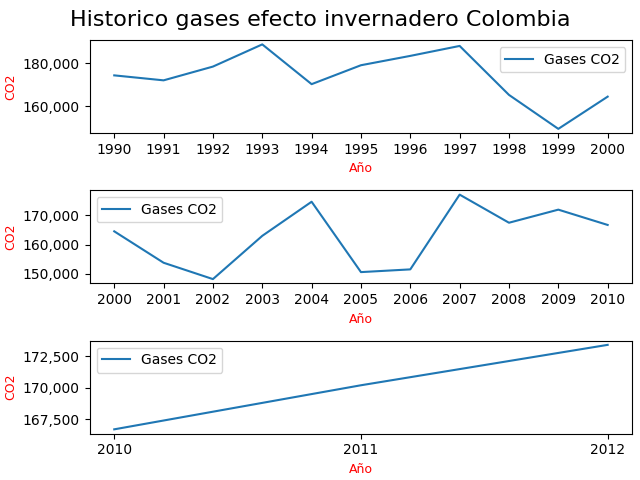 Historico gases efecto invernadero Colombia
CO2
180,000
160,000
Gases CO2
1990 1991 1992 1993 1994 1995 1996 1997 1998 1999 2000
Año
CO2
170,000
160,000
150,000
Gases CO2
2000 2001 2002 2003 2004 2005 2006 2007 2008 2009 2010
Año
CO2
172,500
170,000
167,500
Gases CO2
2010 2011 2012
Año